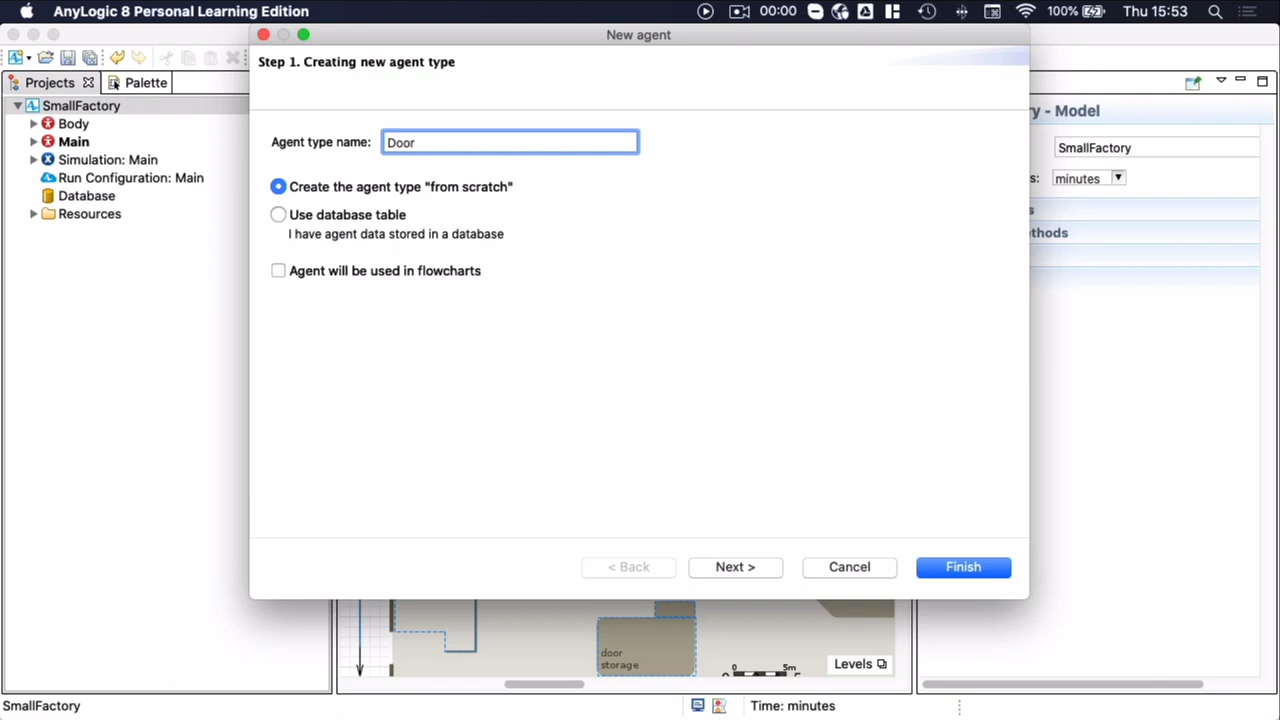 AnyLogic 8 Personal Learning Edition
00:00
100%
Thu 15:53
New agent
Step 1. Creating new agent type
Projects
Palette
SmallFactory
Body
Main
Simulation: Main
Run Configuration: Main
Database
Resources
Agent type name:
Door
Create the agent type "from scratch"
Use database table
I have agent data stored in a database
Agent will be used in flowcharts
< Back
Next >
Cancel
Finish
ry - Model
SmallFactory
s:
minutes
s
thods
door
storage
0
5m
Levels
SmallFactory
Time: minutes